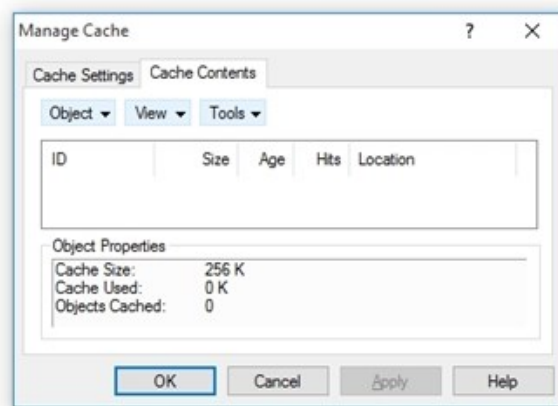 Manage Cache ?
Cache Settings Cache Contents
Object View Tools
ID Size Age Hits Location
Object Properties
Cache Size: 256 K
Cache Used: 0 K
Objects Cached: 0
OK Cancel Apply Help